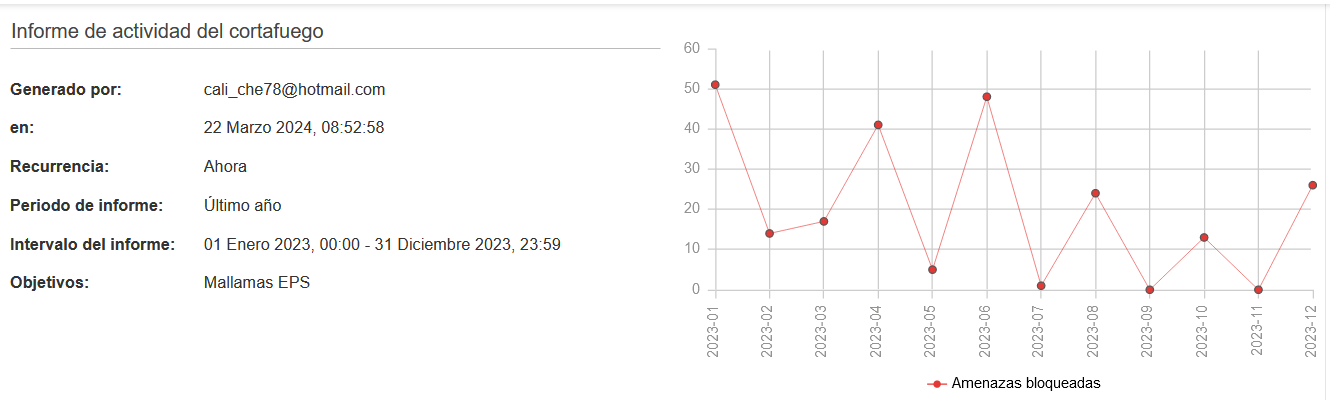 Informe de actividad del cortafuego
Generado por: cali_che78@hotmail.com
en: 22 Marzo 2024, 08:52:58
Recurrencia: Ahora
Periodo de informe: Último año
Intervalo del informe: 01 Enero 2023, 00:00 - 31 Diciembre 2023, 23:59
Objetivos: Mallamas EPS
60
50
40
30
20
10
0
2023-01
2023-02
2023-03
2023-04
2023-05
2023-06
2023-07
2023-08
2023-09
2023-10
2023-11
2023-12
Amenazas bloqueadas